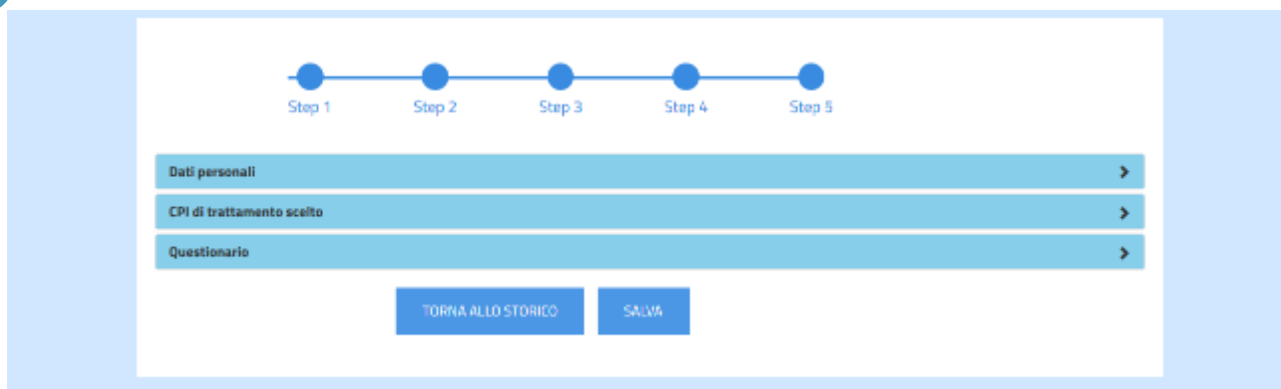 Step 1 Step 2 Step 3 Step 4 Step 5
Dati personali
CPI di trattamento scelto
Questionario
TORNA ALLO STORICO SALVA